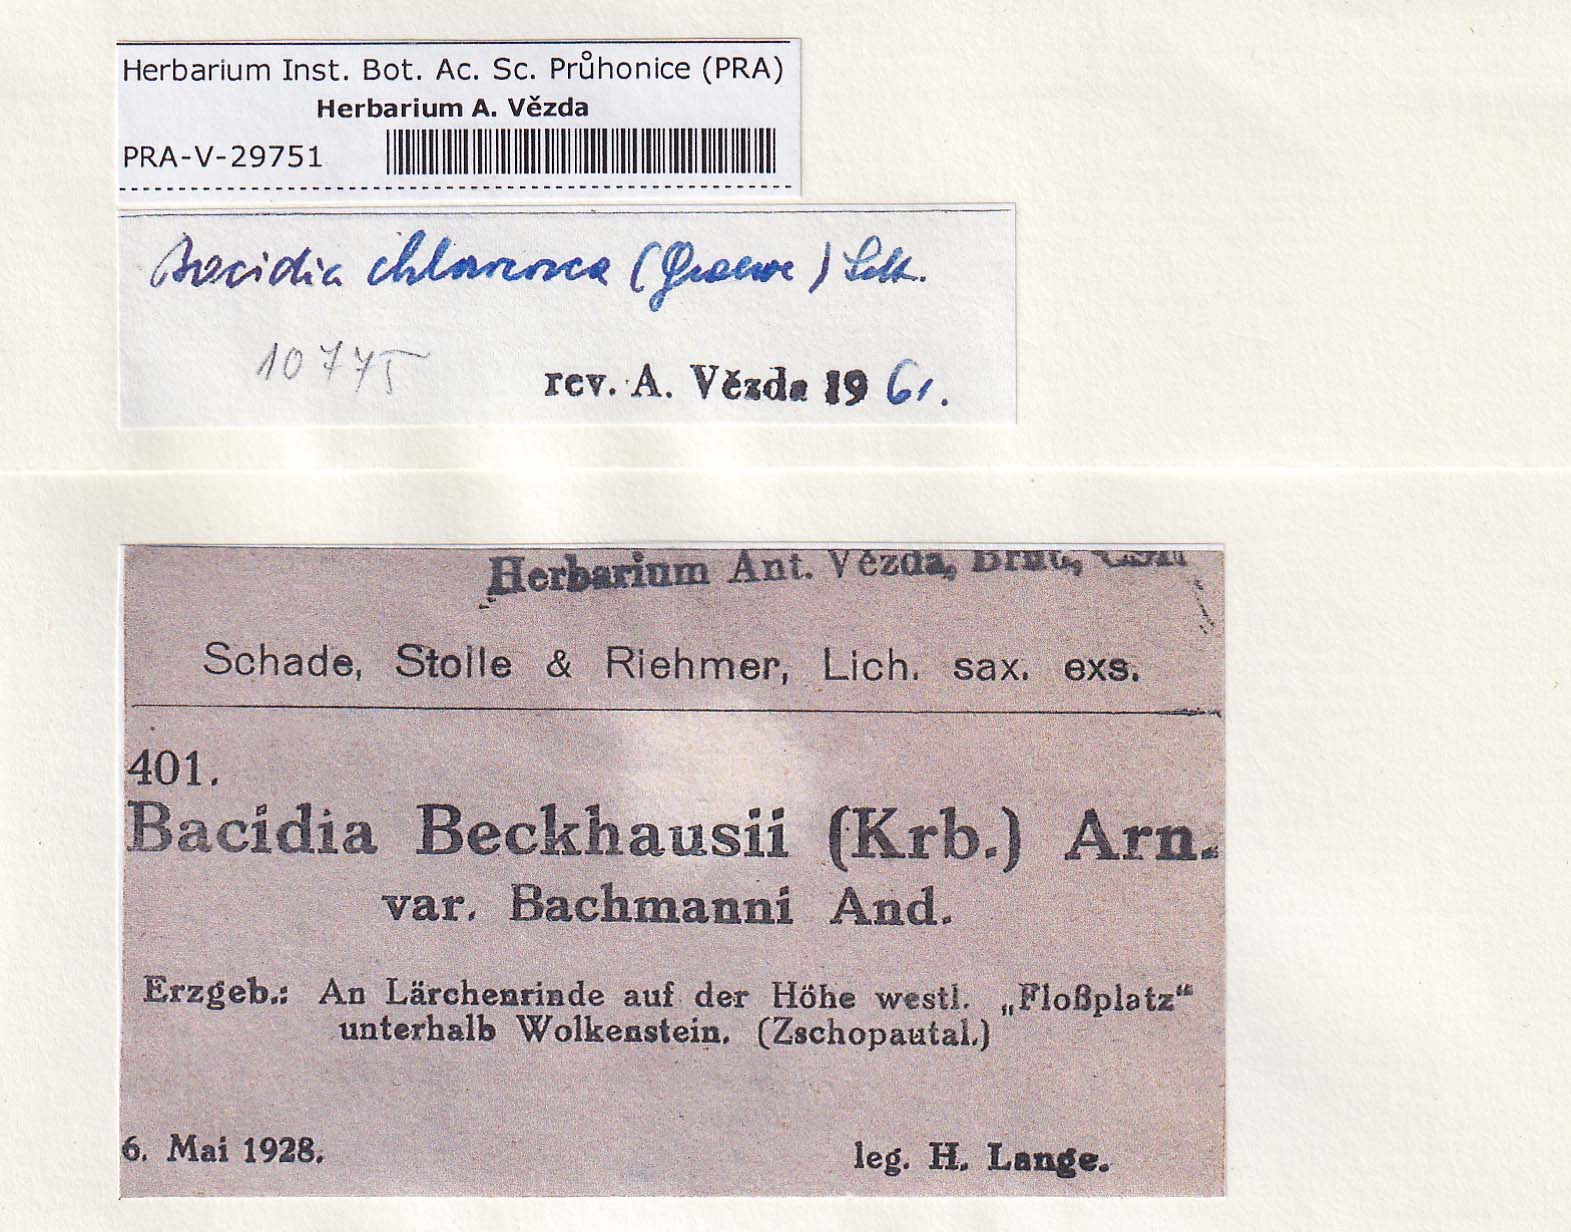 Herbarium Inst. Bot. Ac. Sc. Průhonice (PRA)
Herbarium A. Vězda
PRA-V-29751
Bacidia (Graewe)
10775
rev. A. Vězda 1961.
Herbarium Ant. Vězda,
Schade, Stolle & Riehmer, Lich. sax. exs.
401.
Bacidia Beckhausii (Krb.) Arn.
var. Bachmanni And.
Erzgeb.: An Lärchenrinde auf der Höhe westl. „Floßplatz“
unterhalb Wolkenstein. (Zschopautal.)
6. Mai 1928.
leg. H. Lange.